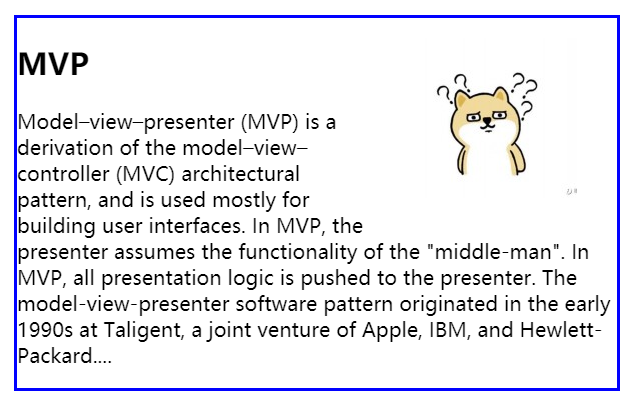 MVP
Model–view–presenter (MVP) is a
derivation of the model–view–
controller (MVC) architectural
pattern, and is used mostly for
building user interfaces. In MVP, the
presenter assumes the functionality of the "middle-man". In
MVP, all presentation logic is pushed to the presenter. The
model-view-presenter software pattern originated in the early
1990s at Taligent, a joint venture of Apple, IBM, and Hewlett-
Packard....
? ? ? ? ?